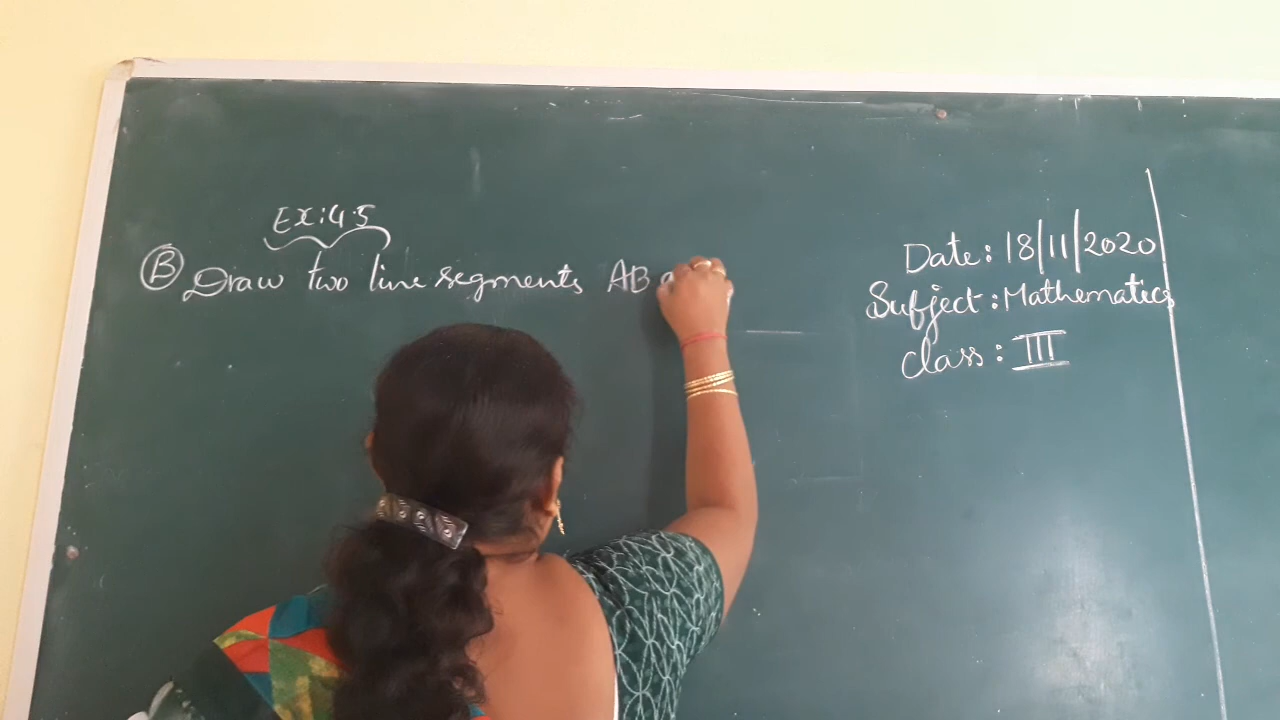 Ex:4.5
B Draw two line segments AB a
Date: 18/11/2020
Subject: Mathematics
Class: III